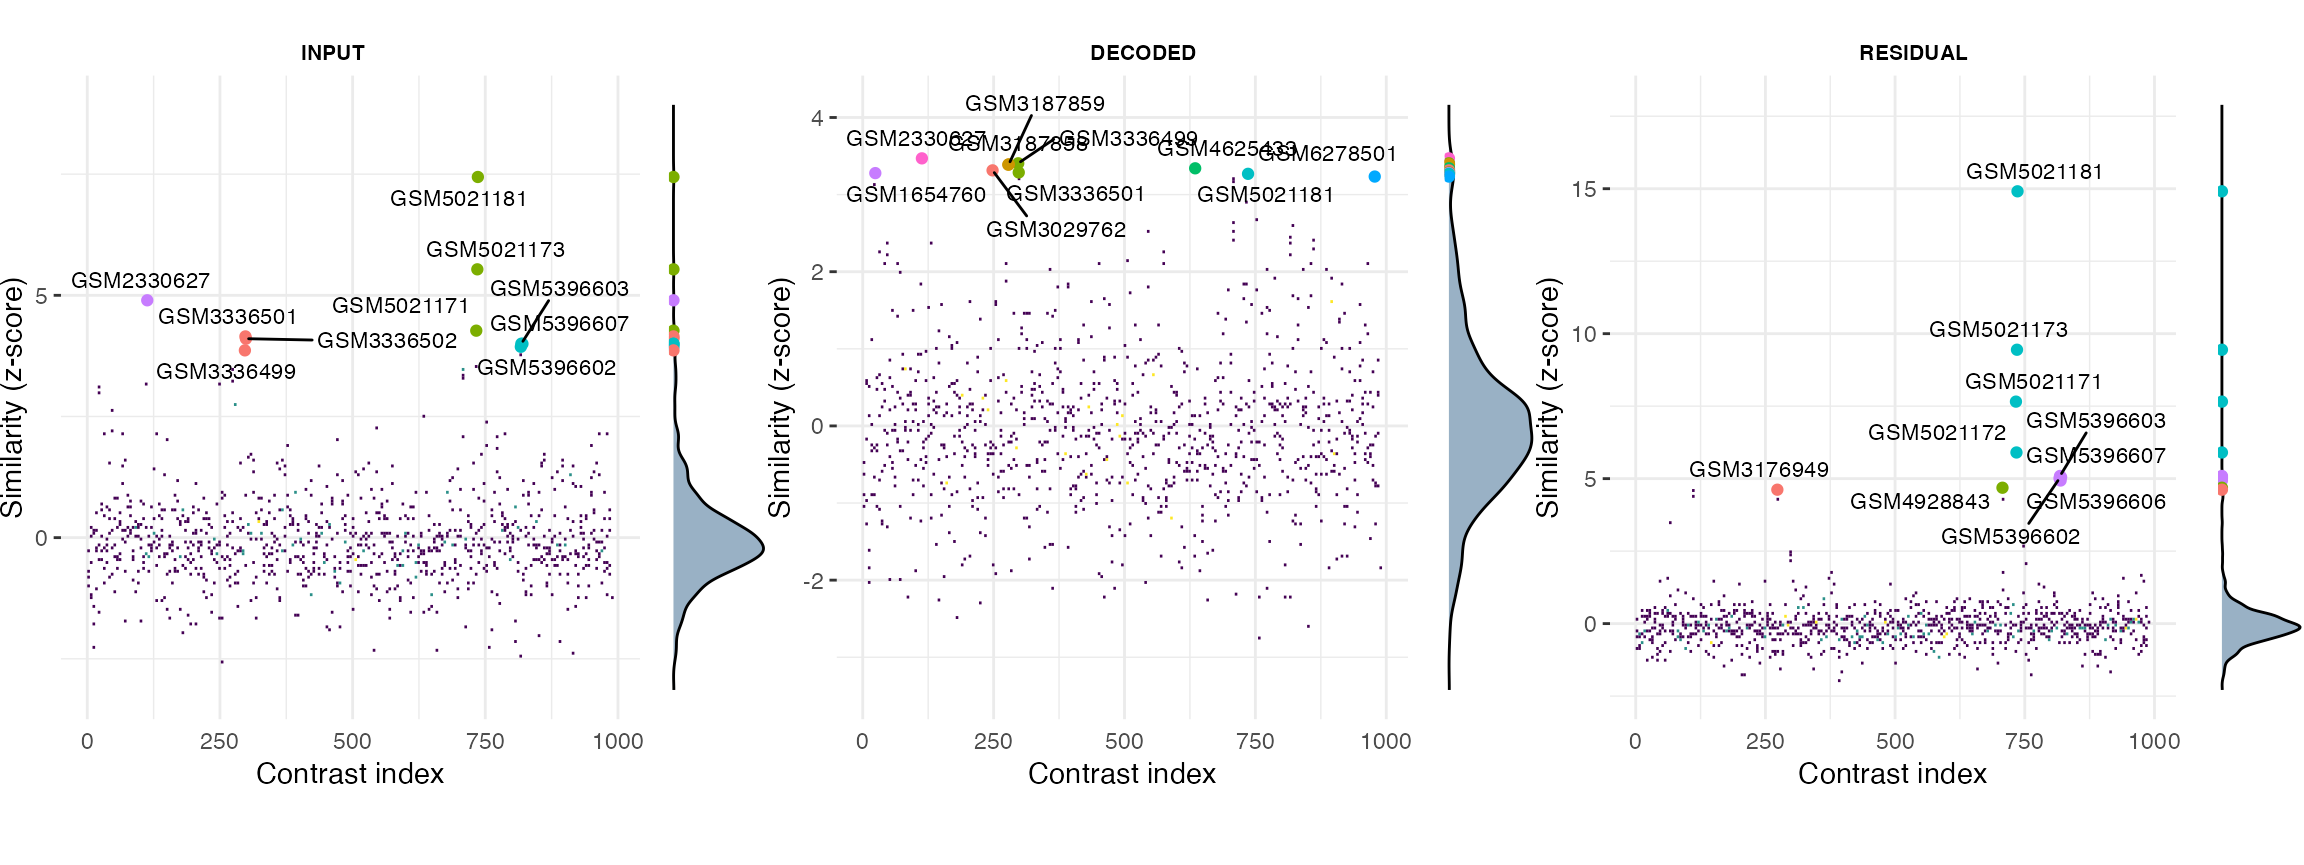 INPUT
GSM5021181
GSM5021173
GSM2330627
GSM5396603
GSM5021171
GSM3336501
GSM5396607
GSM3336502
GSM5396602
GSM3336499
5
0
0
250
500
750
1000
Contrast index
Similarity (z-score)
DECODED
GSM3187859
GSM2330627
GSM3187858
GSM3336499
GSM4625433
GSM6278501
GSM1654760
GSM3336501
GSM5021181
GSM3029762
4
2
0
-2
0
250
500
750
1000
Contrast index
Similarity (z-score)
RESIDUAL
GSM5021181
GSM5021173
GSM5021171
GSM5396603
GSM5021172
GSM5396607
GSM3176949
GSM4928843
GSM5396606
GSM5396602
15
10
5
0
0
250
500
750
1000
Contrast index
Similarity (z-score)